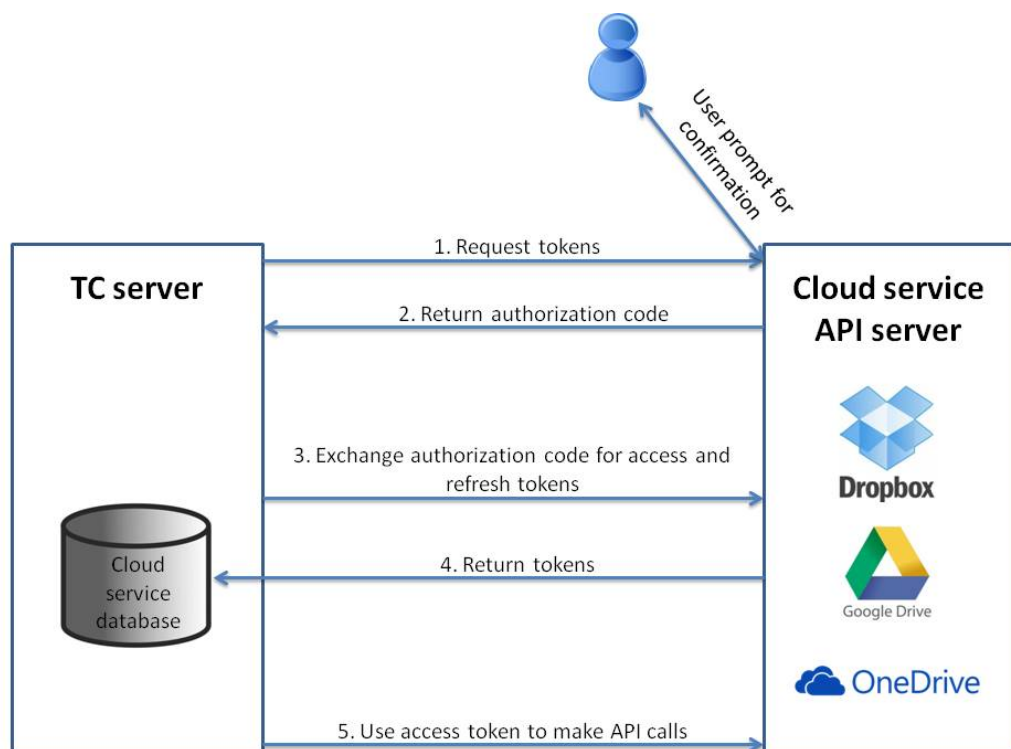 User prompt for
confirmation
1. Request tokens
TC server
Cloud service
API server
2. Return authorization code
3. Exchange authorization code for access and
refresh tokens
Dropbox
Cloud
service
database
4. Return tokens
Google Drive
OneDrive
5. Use access token to make API calls